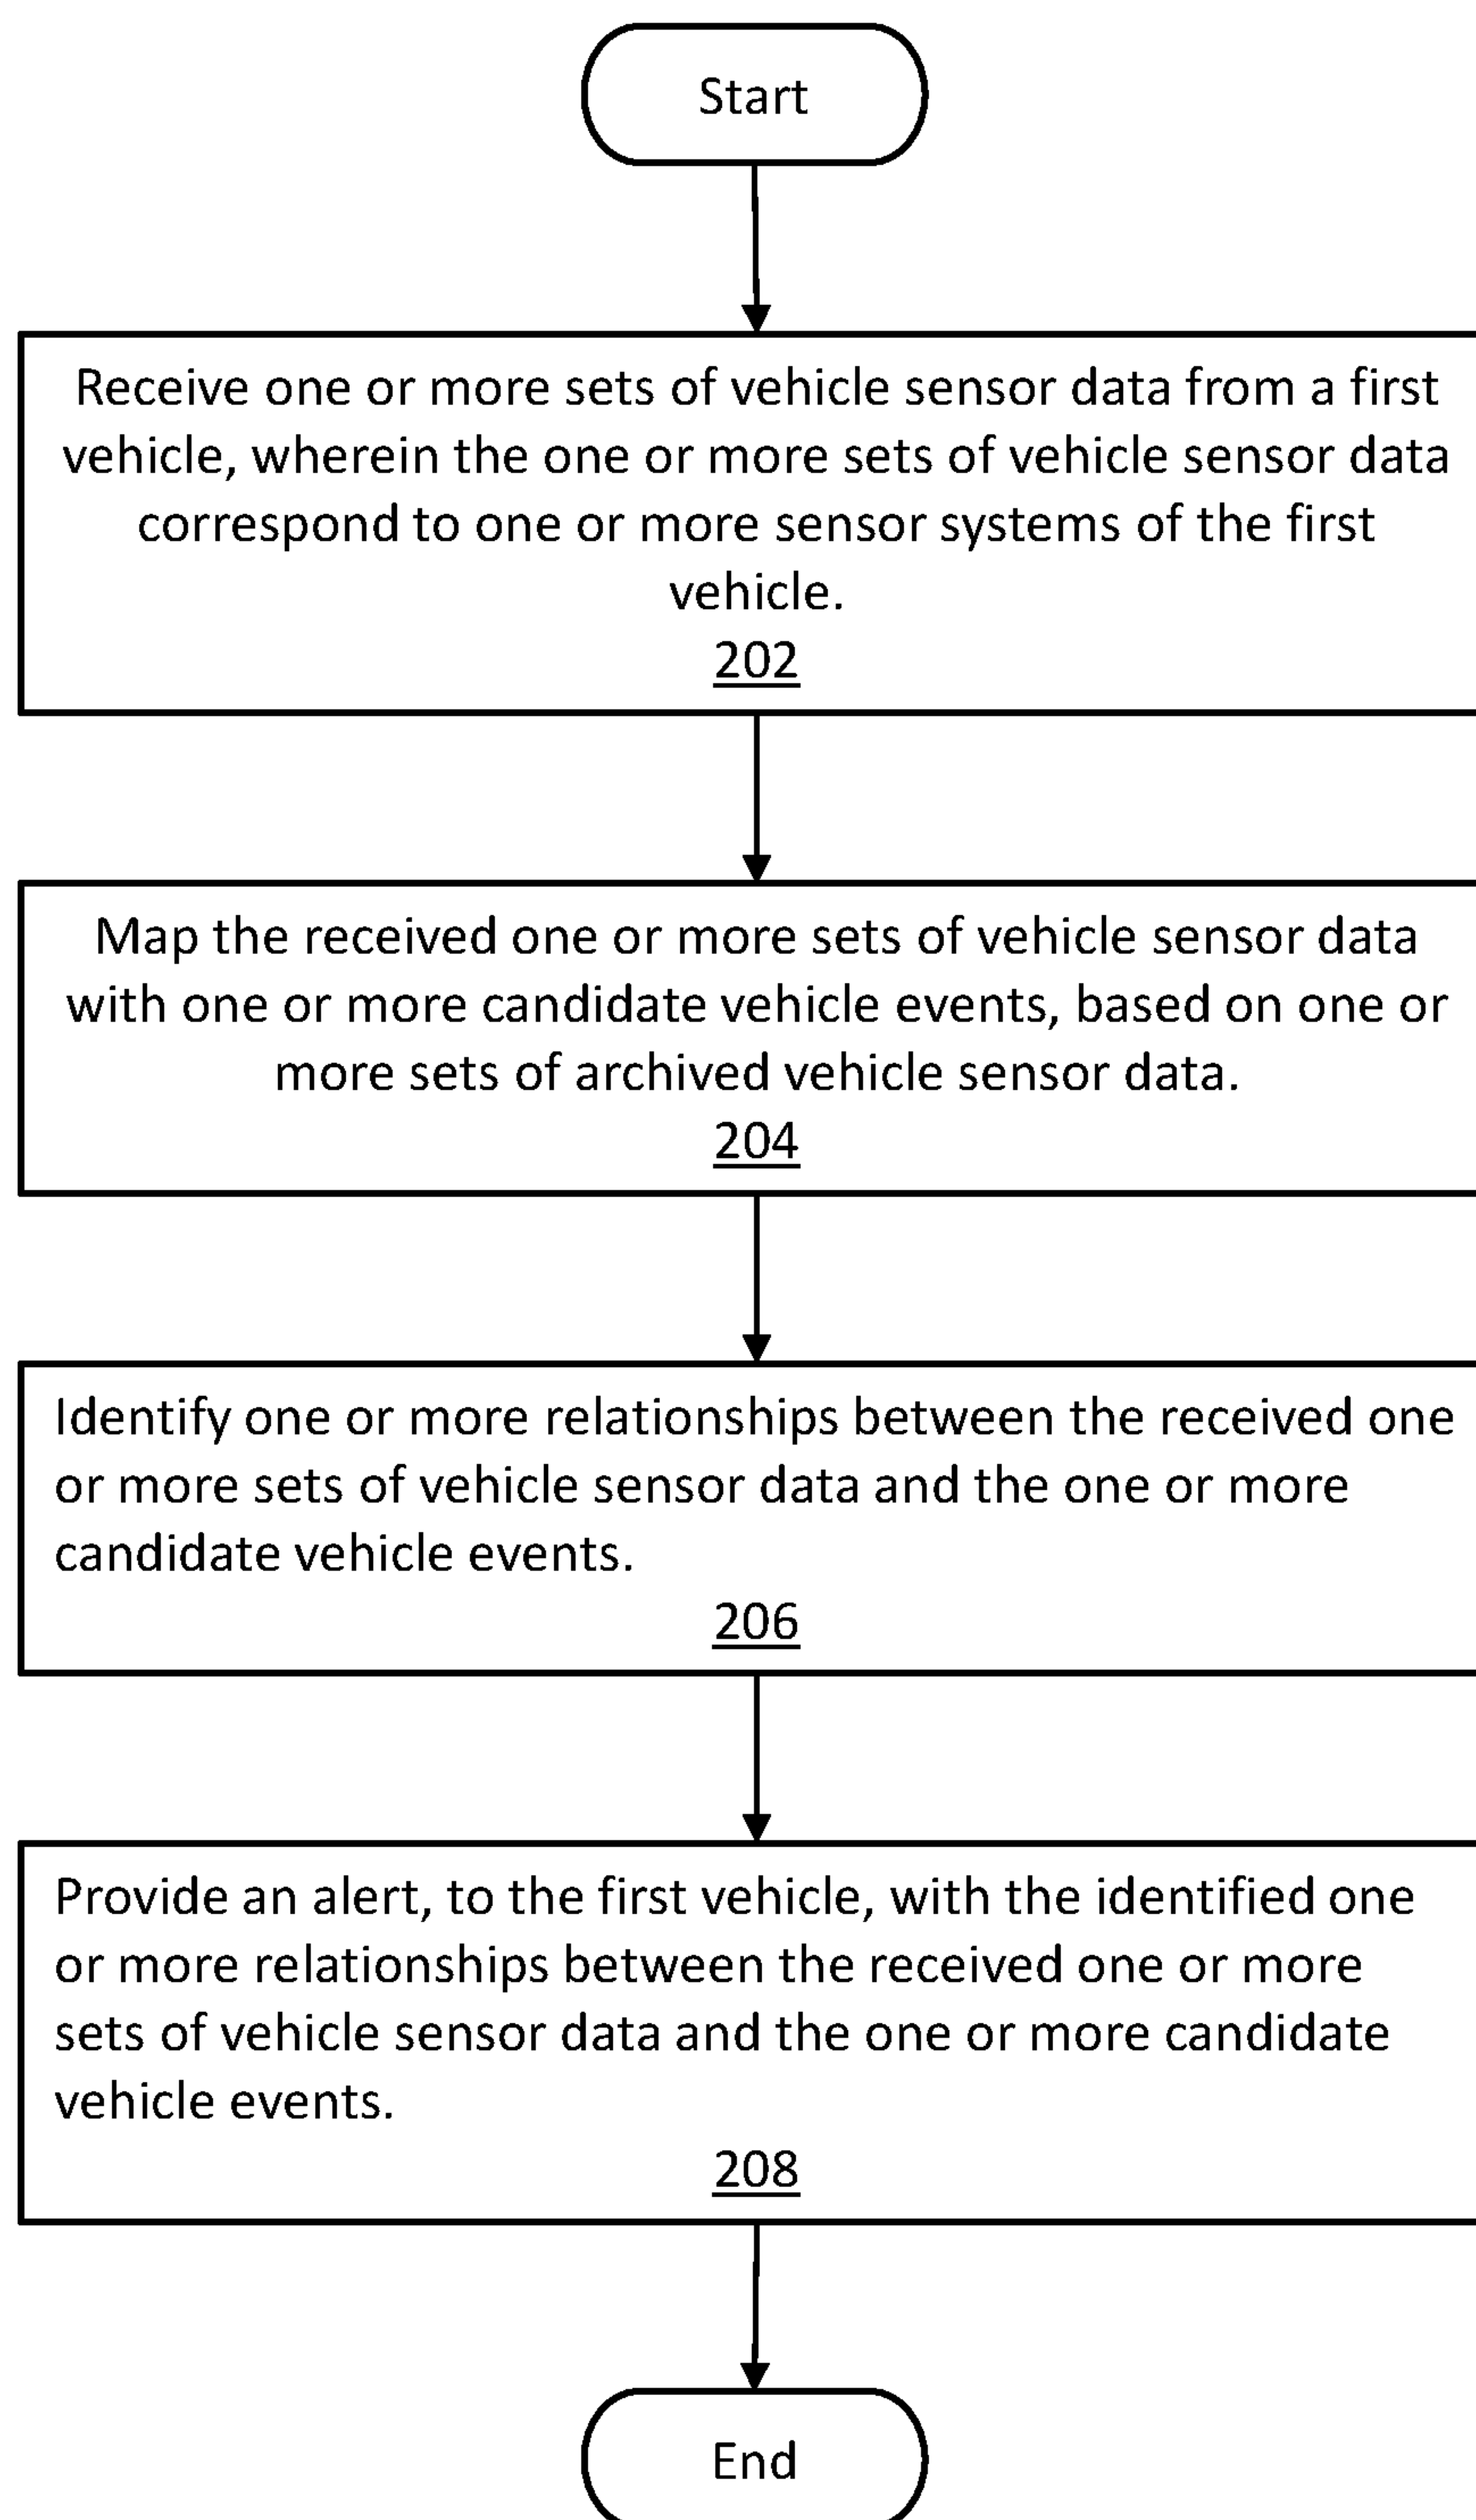 Start
Receive one or more sets of vehicle sensor data from a first
vehicle, wherein the one or more sets of vehicle sensor data
correspond to one or more sensor systems of the first
vehicle.
202
Map the received one or more sets of vehicle sensor data
with one or more candidate vehicle events, based on one or
more sets of archived vehicle sensor data.
204
Identify one or more relationships between the received one
or more sets of vehicle sensor data and the one or more
candidate vehicle events.
206
Provide an alert, to the first vehicle, with the identified one
or more relationships between the received one or more
sets of vehicle sensor data and the one or more candidate
vehicle events.
208
End